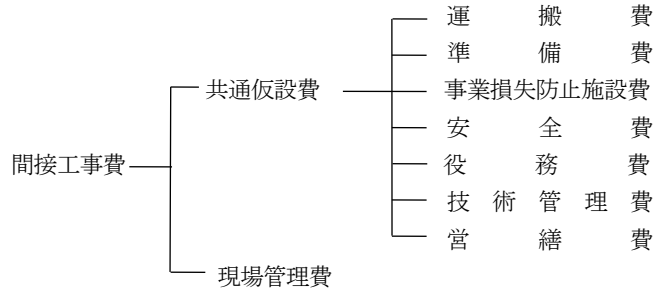 運搬費
準備費
共通仮設費
事業損失防止施設費
安全費
間接工事費
役務費
技術管理費
営繕費
現場管理費